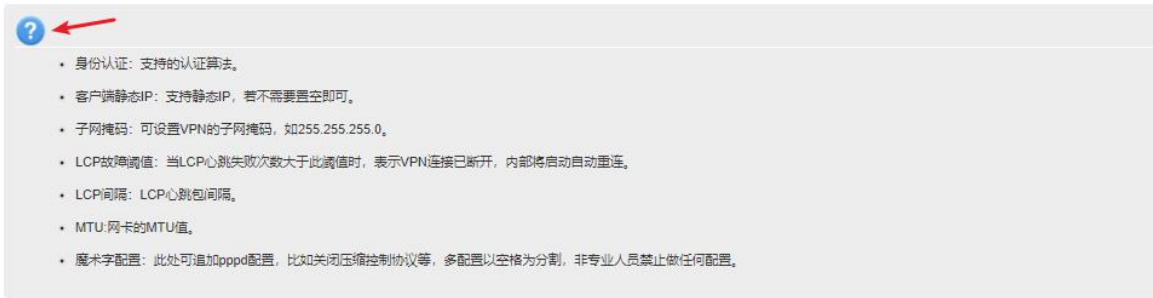 ?
• 身份认证：支持的认证算法。
• 客户端静态IP：支持静态IP，若不需要置空即可。
• 子网掩码：可设置VPN的子网掩码，如255.255.255.0。
• LCP故障阈值：当LCP心跳失败次数大于此阈值时，表示VPN连接已断开，内部将启动自动重连。
• LCP间隔：LCP心跳包间隔。
• MTU:网卡的MTU值。
• 魔术字配置：此处可追加pppd配置，比如关闭压缩控制协议等，多配置以空格为分割，非专业人员禁止做任何配置。